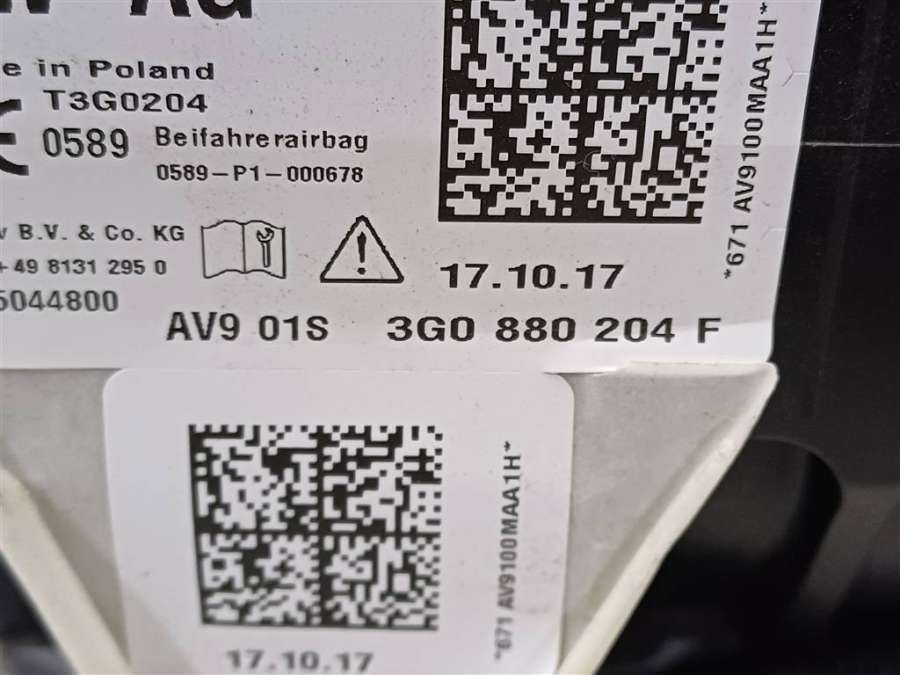 AG
e in Poland
T3G0204
0589 Beifahrerairbag
0589-P1-000678
B.V. & Co. KG
+49 8131 295 0
5044800
17.10.17
AV9 01S 3G0 880 204 F
*671 AV9100MAA1H*
*671 AV9100MAA1H*
17.10.17